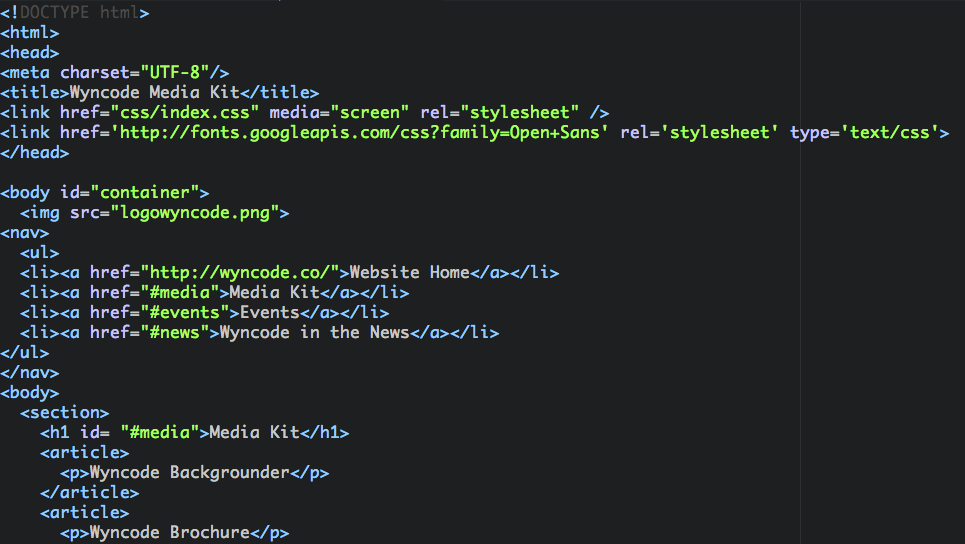 <!DOCTYPE html>
<html>
<head>
<meta charset="UTF-8"/>
<title>Wyncode Media Kit</title>
<link href="css/index.css" media="screen" rel="stylesheet" />
<link href='http://fonts.googleapis.com/css?family=Open+Sans' rel='stylesheet' type='text/css'>
</head>

<body id="container">
  <img src="logowyncode.png">
<nav>
  <ul>
  <li><a href="http://wyncode.co/">Website Home</a></li>
  <li><a href="#media">Media Kit</a></li>
  <li><a href="#events">Events</a></li>
  <li><a href="#news">Wyncode in the News</a></li>
</ul>
</nav>
<body>
  <section>
    <h1 id= "#media">Media Kit</h1>
    <article>
      <p>Wyncode Backgrounder</p>
    </article>
    <article>
      <p>Wyncode Brochure</p>